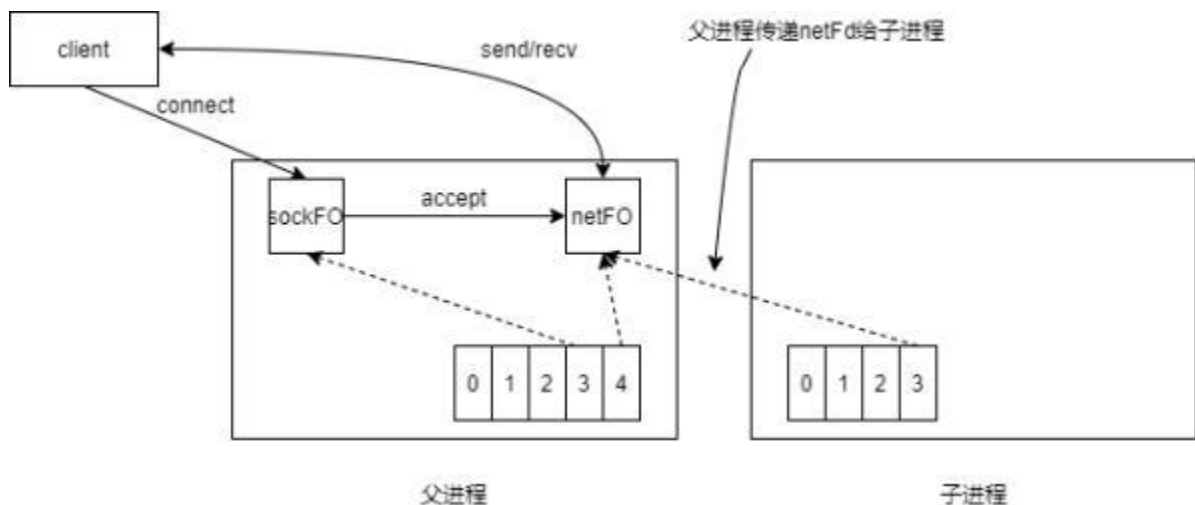 client
send/recv
父进程传递netFd给子进程
connect
sockFO
accept
netFO
0 1 2 3 4
0 1 2 3
父进程
子进程